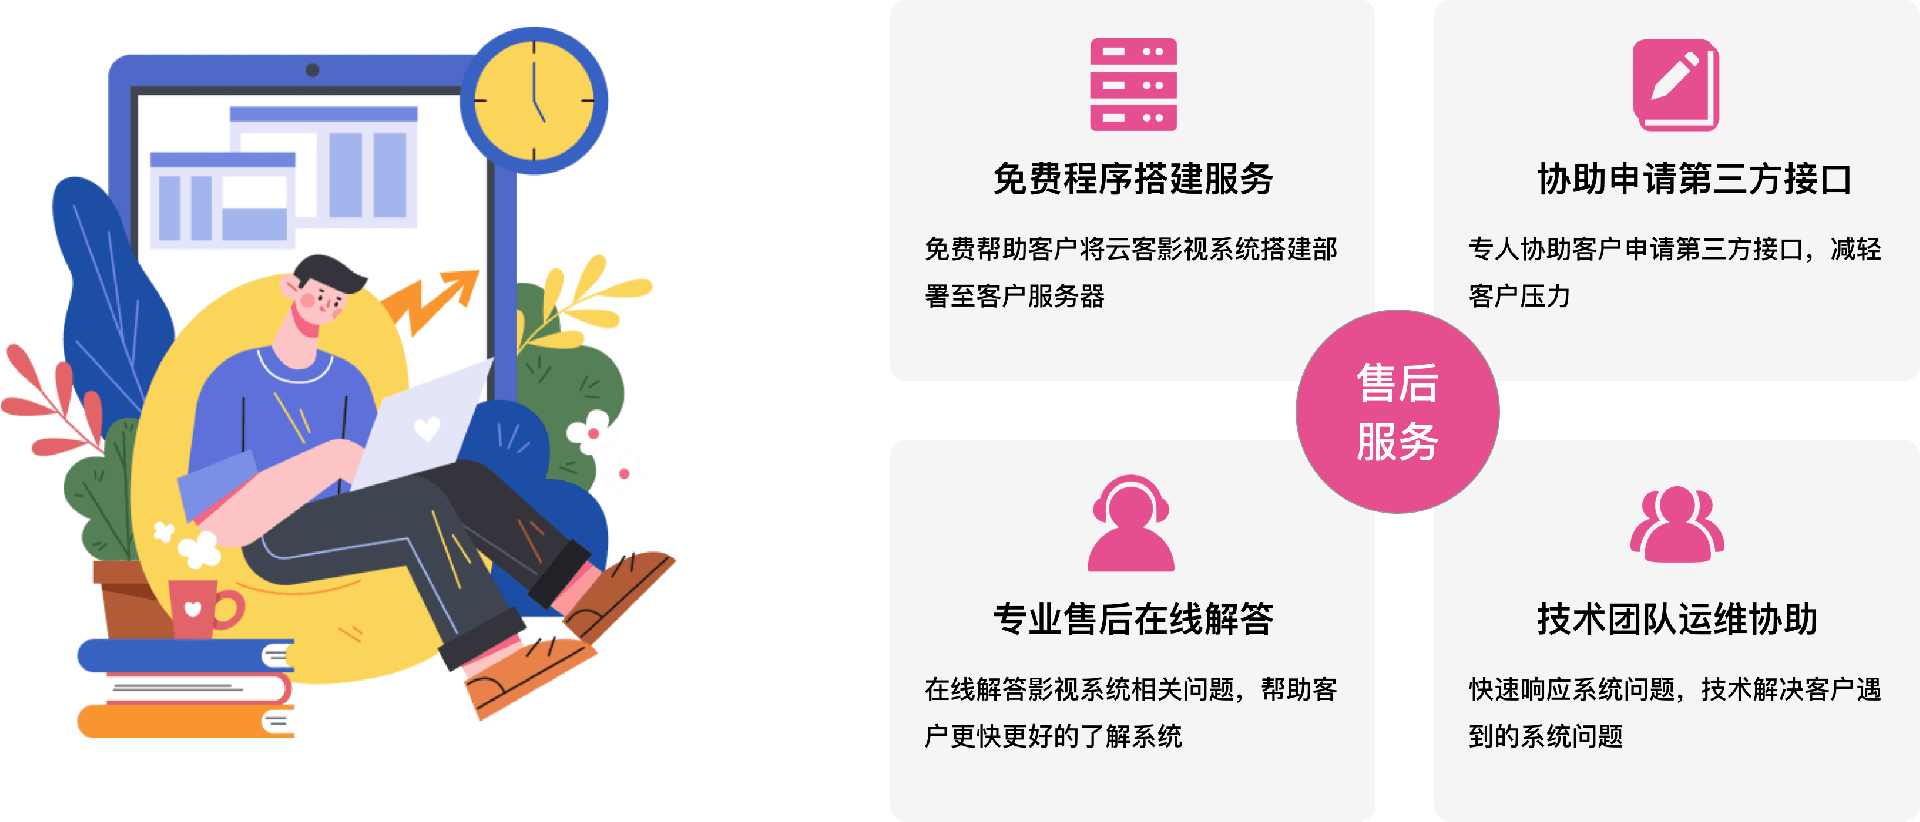 免费程序搭建服务
免费帮助客户将云客影视系统搭建部
署至客户服务器
协助申请第三方接口
专人协助客户申请第三方接口，减轻
客户压力
售后
服务
专业售后在线解答
在线解答影视系统相关问题，帮助客
户更快更好的了解系统
技术团队运维协助
快速响应系统问题，技术解决客户遇
到的系统问题